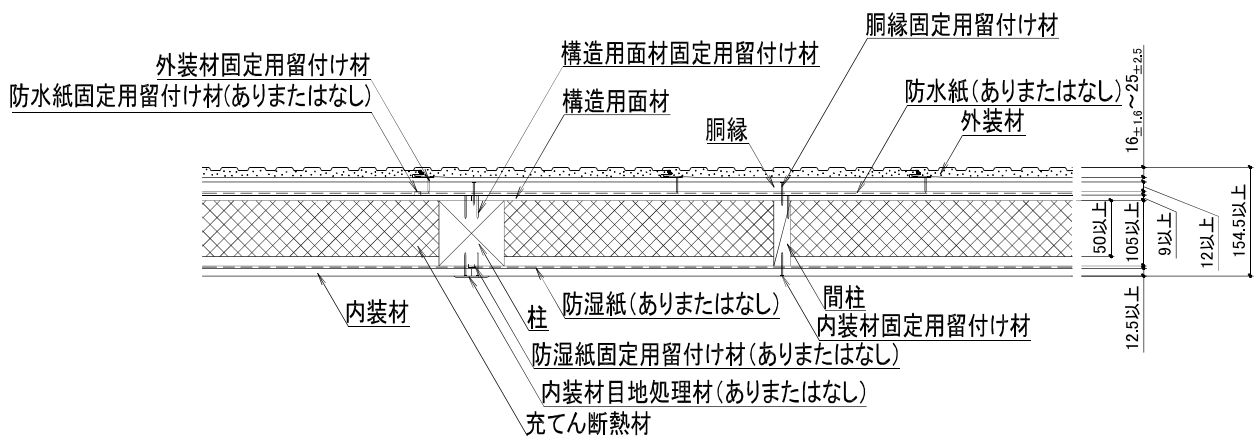 胴縁固定用留付け材
構造用面材固定用留付け材
外装材固定用留付け材
防水紙固定用留付け材(ありまたはなし)
構造用面材
防水紙(ありまたはなし)
胴縁
外装材
16±1.6～25±2.5
50以上
105以上
9以上
12以上
154.5以上
12.5以上
内装材
柱
防湿紙(ありまたはなし)
間柱
内装材固定用留付け材
防湿紙固定用留付け材(ありまたはなし)
内装材目地処理材(ありまたはなし)
充てん断熱材